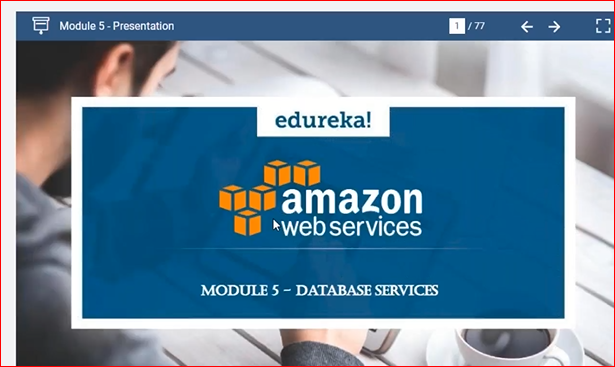 Module 5 - Presentation
1 / 77
edureka!
amazon
web services
MODULE 5 – DATABASE SERVICES